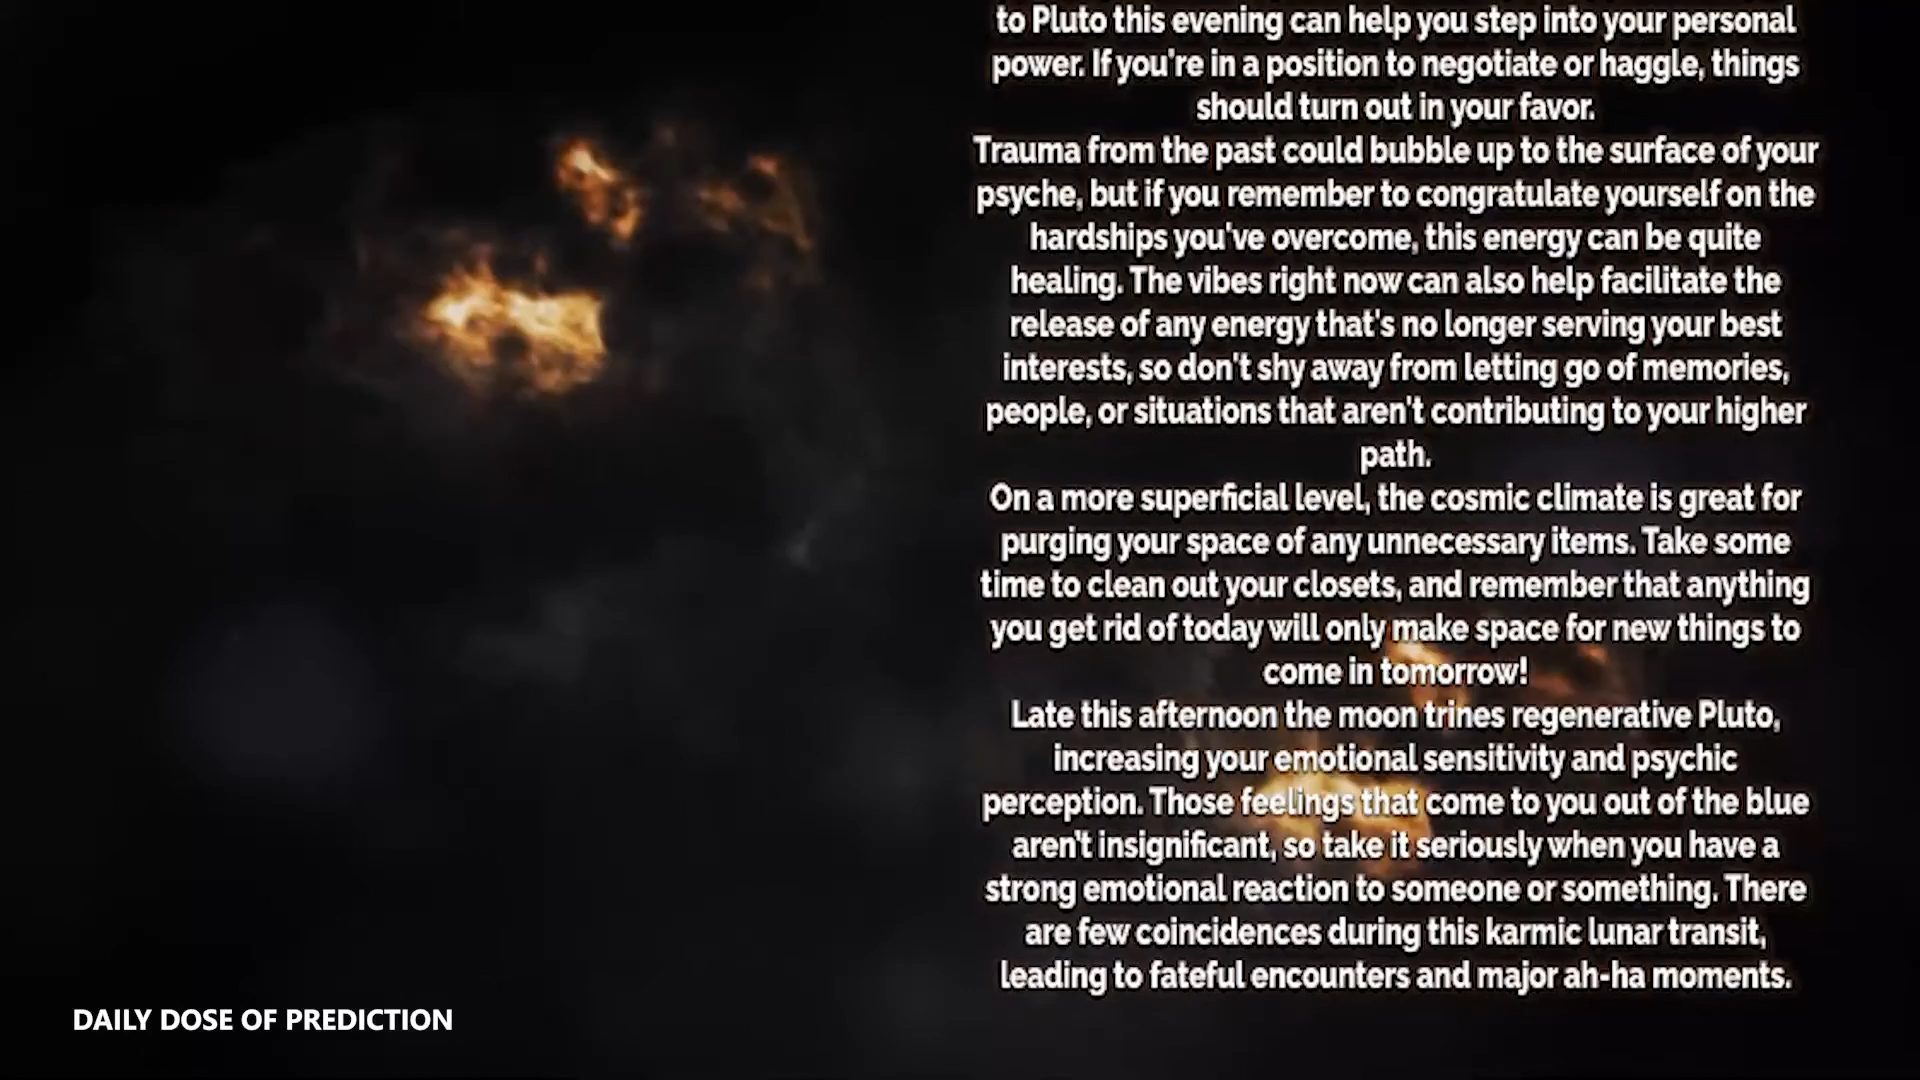 to Pluto this evening can help you step into your personal
power. If you're in a position to negotiate or haggle, things
should turn out in your favor.
Trauma from the past could bubble up to the surface of your
psyche, but if you remember to congratulate yourself on the
hardships you've overcome, this energy can be quite
healing. The vibes right now can also help facilitate the
release of any energy that's no longer serving your best
interests, so don't shy away from letting go of memories,
people, or situations that aren't contributing to your higher
path.
On a more superficial level, the cosmic climate is great for
purging your space of any unnecessary items. Take some
time to clean out your closets, and remember that anything
you get rid of today will only make space for new things to
come in tomorrow!
Late this afternoon the moon trines regenerative Pluto,
increasing your emotional sensitivity and psychic
perception. Those feelings that come to you out of the blue
aren't insignificant, so take it seriously when you have a
strong emotional reaction to someone or something. There
are few coincidences during this karmic lunar transit,
leading to fateful encounters and major ah-ha moments.
DAILY DOSE OF PREDICTION